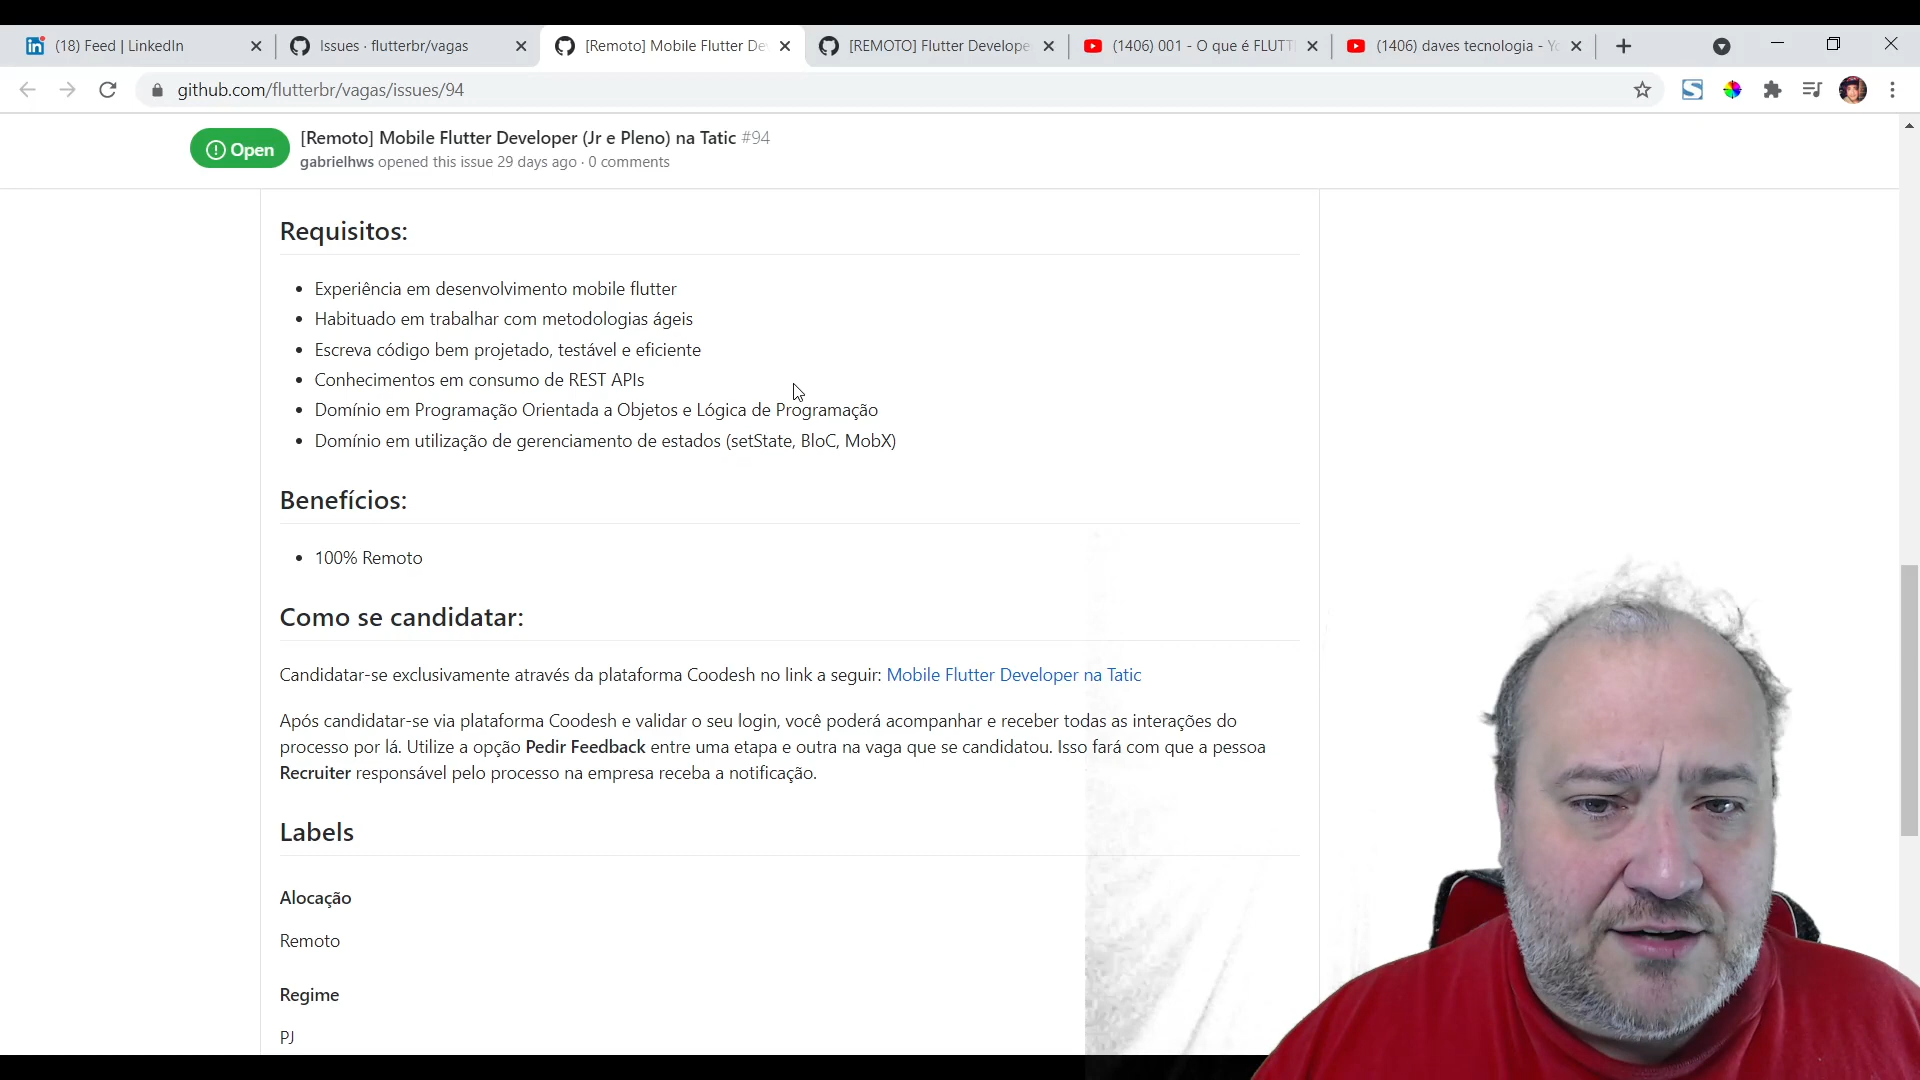 (18) Feed | LinkedIn
Issues · flutterbr/vagas
[Remoto] Mobile Flutter De
[REMOTO] Flutter Develope
(1406) 001 - O que é FLUTT
(1406) daves tecnologia - Yo
github.com/flutterbr/vagas/issues/94
Open
[Remoto] Mobile Flutter Developer (Jr e Pleno) na Tatic #94
gabrielhws opened this issue 29 days ago · 0 comments
Requisitos:
• Experiência em desenvolvimento mobile flutter
• Habituado em trabalhar com metodologias ágeis
• Escreva código bem projetado, testável e eficiente
• Conhecimentos em consumo de REST APIs
• Domínio em Programação Orientada a Objetos e Lógica de Programação
• Domínio em utilização de gerenciamento de estados (setState, BloC, MobX)
Benefícios:
• 100% Remoto
Como se candidatar:
Candidatar-se exclusivamente através da plataforma Coodesh no link a seguir: Mobile Flutter Developer na Tatic
Após candidatar-se via plataforma Coodesh e validar o seu login, você poderá acompanhar e receber todas as interações do
processo por lá. Utilize a opção Pedir Feedback entre uma etapa e outra na vaga que se candidatou. Isso fará com que a pessoa
Recruiter responsável pelo processo na empresa receba a notificação.
Labels
Alocação
Remoto
Regime
PJ